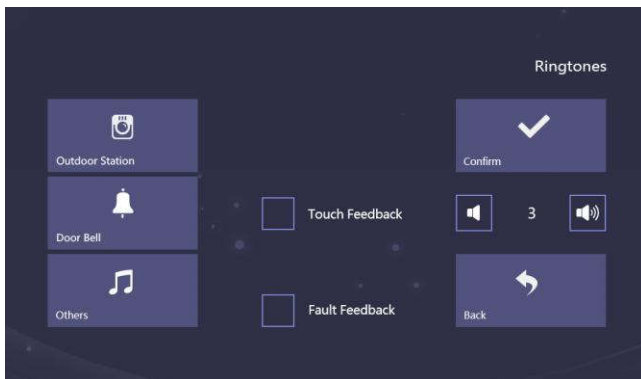 Ringtones
Outdoor Station
Confirm
Door Bell
Touch Feedback
3
Others
Fault Feedback
Back